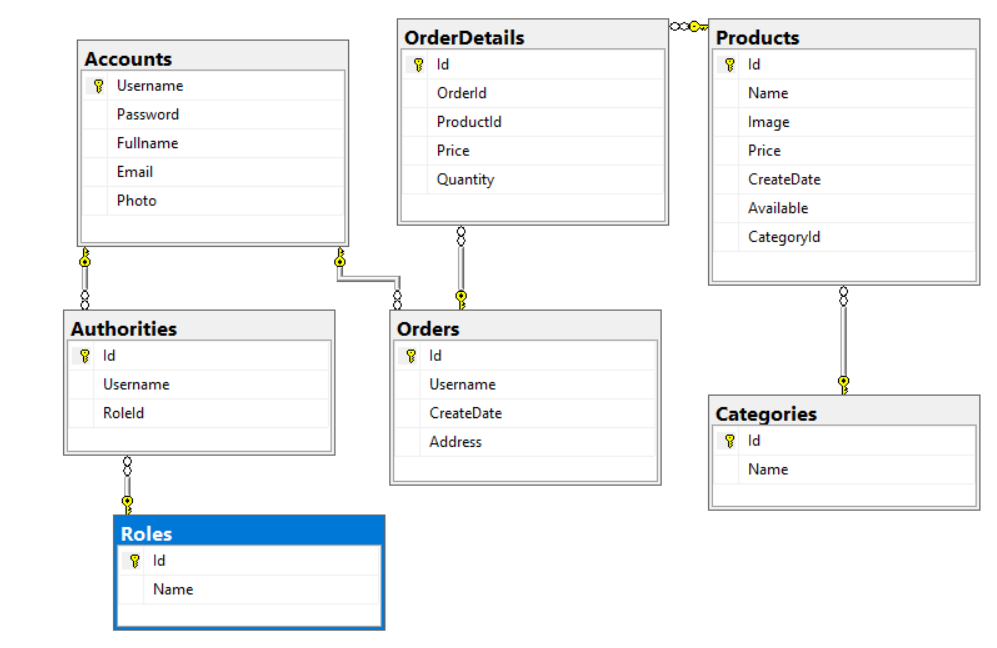 Accounts
Username
Password
Fullname
Email
Photo
OrderDetails
Id
OrderId
ProductId
Price
Quantity
Products
Id
Name
Image
Price
CreateDate
Available
CategoryId
Authorities
Id
Username
RoleId
Orders
Id
Username
CreateDate
Address
Categories
Id
Name
Roles
Id
Name